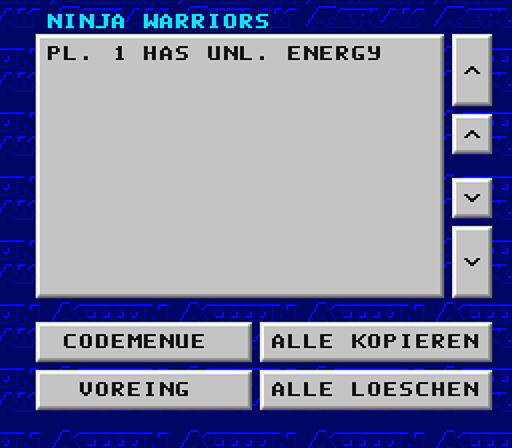 NINJA WARRIORS
PL. 1 HAS UNL. ENERGY
CODEMENUE
ALLE KOPIEREN
VOREING
ALLE LOESCHEN